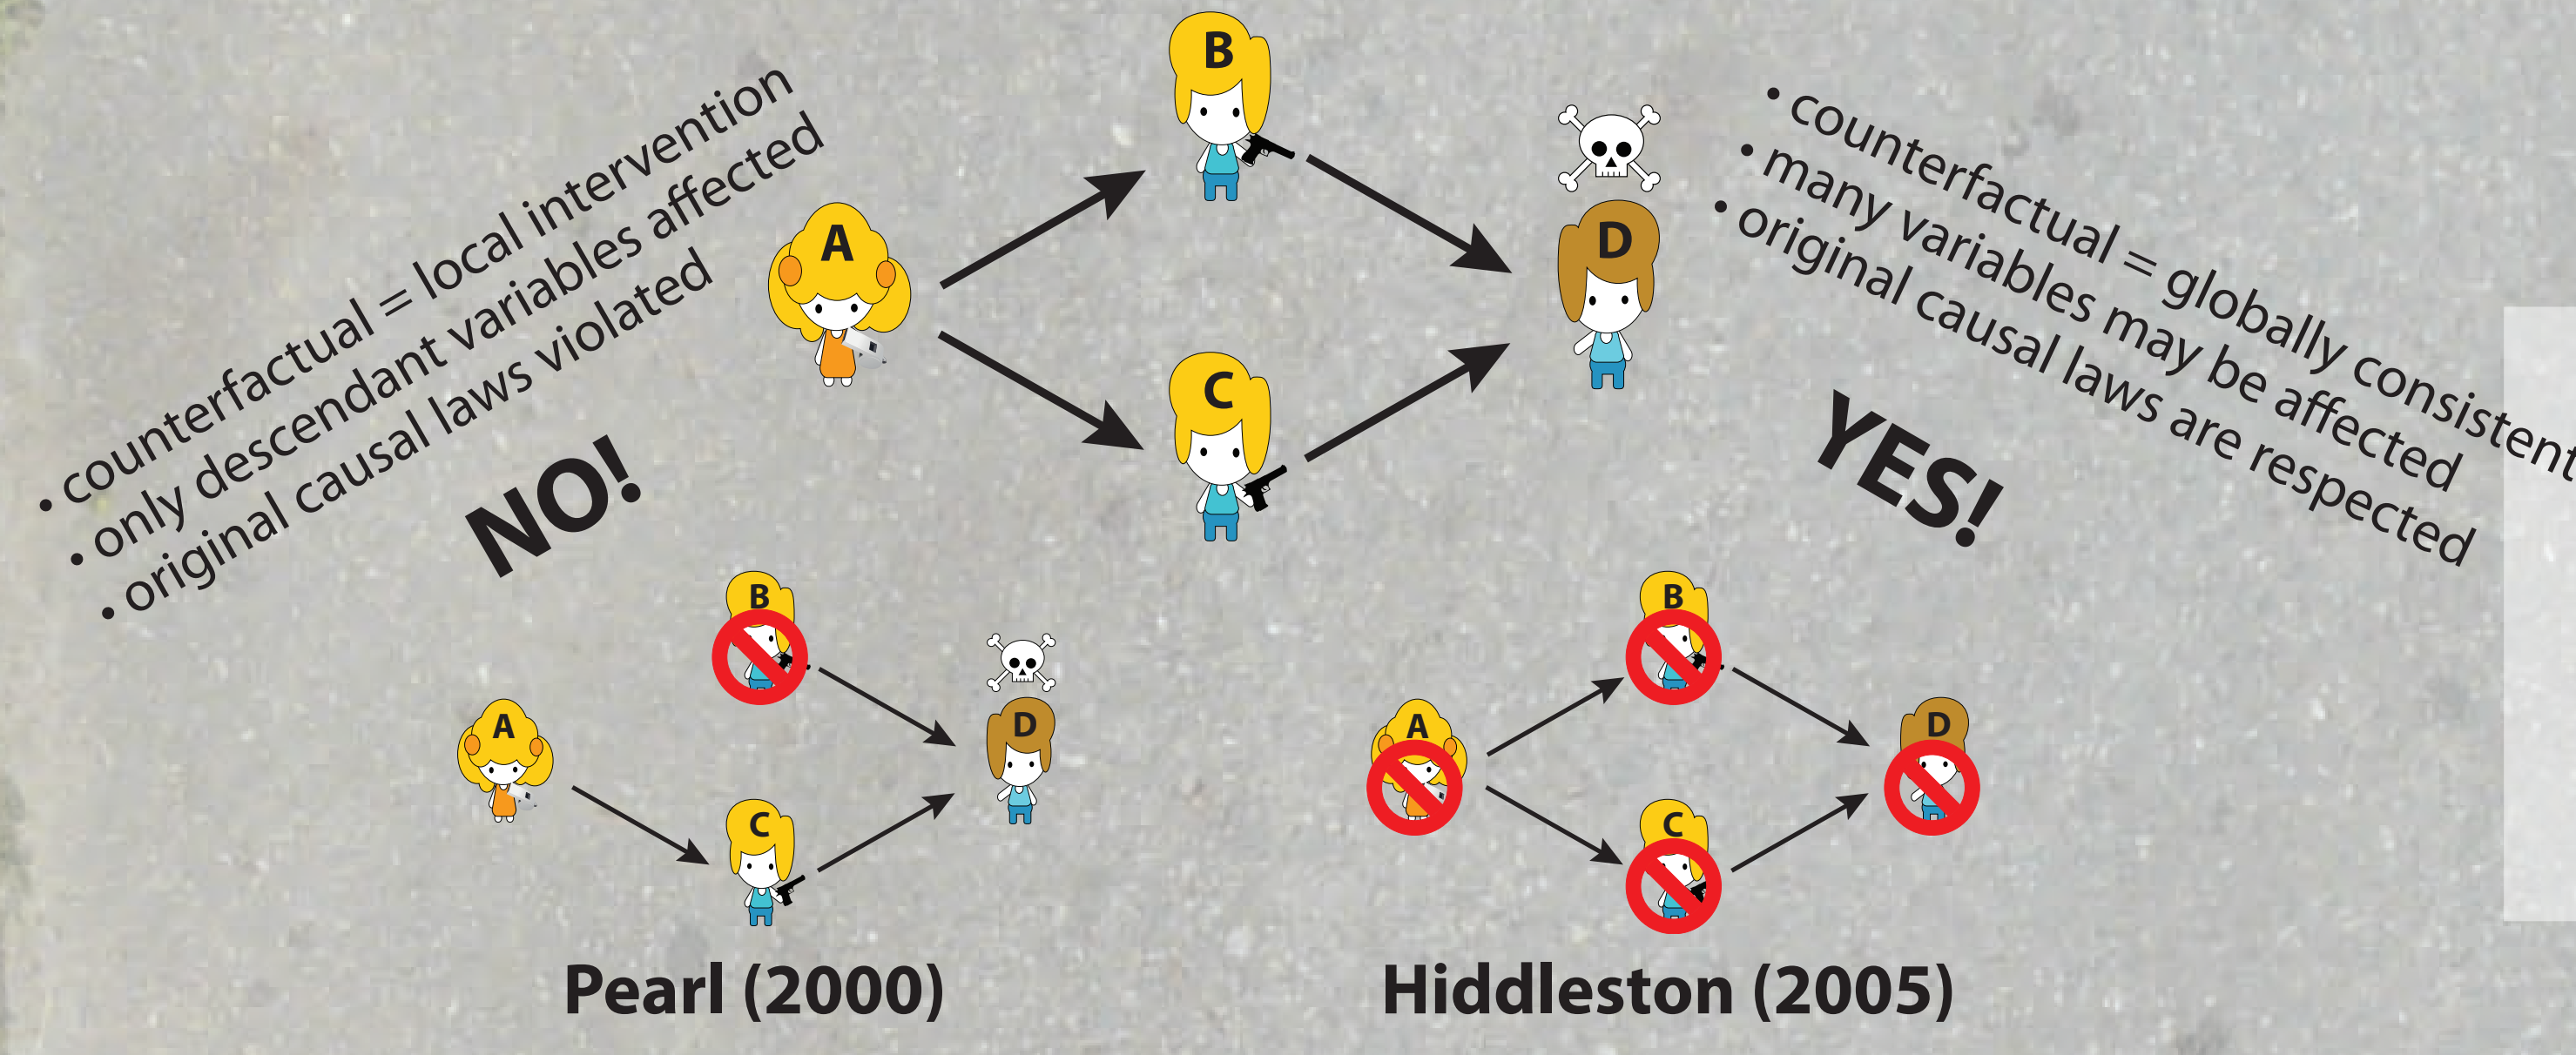 B
A
D
C
• counterfactual = local intervention
• only descendant variables affected
• original causal laws violated
NO!
• counterfactual = globally consistent
• many variables may be affected
• original causal laws are respected
YES!
B
A
D
C
Pearl (2000)
B
A
D
C
Hiddleston (2005)